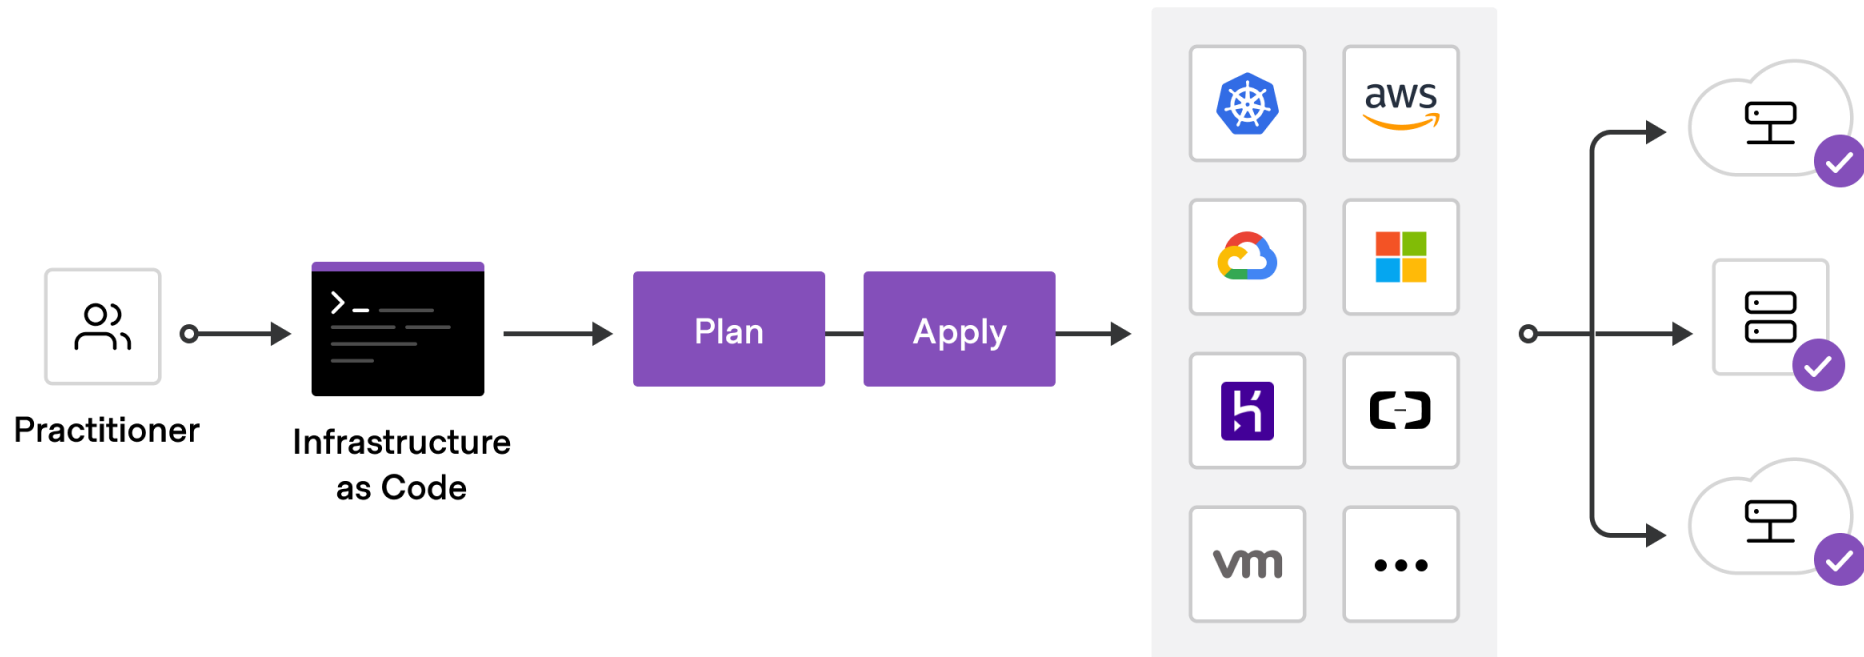 Practitioner
Infrastructure
as Code
Plan
Apply
aws
vm